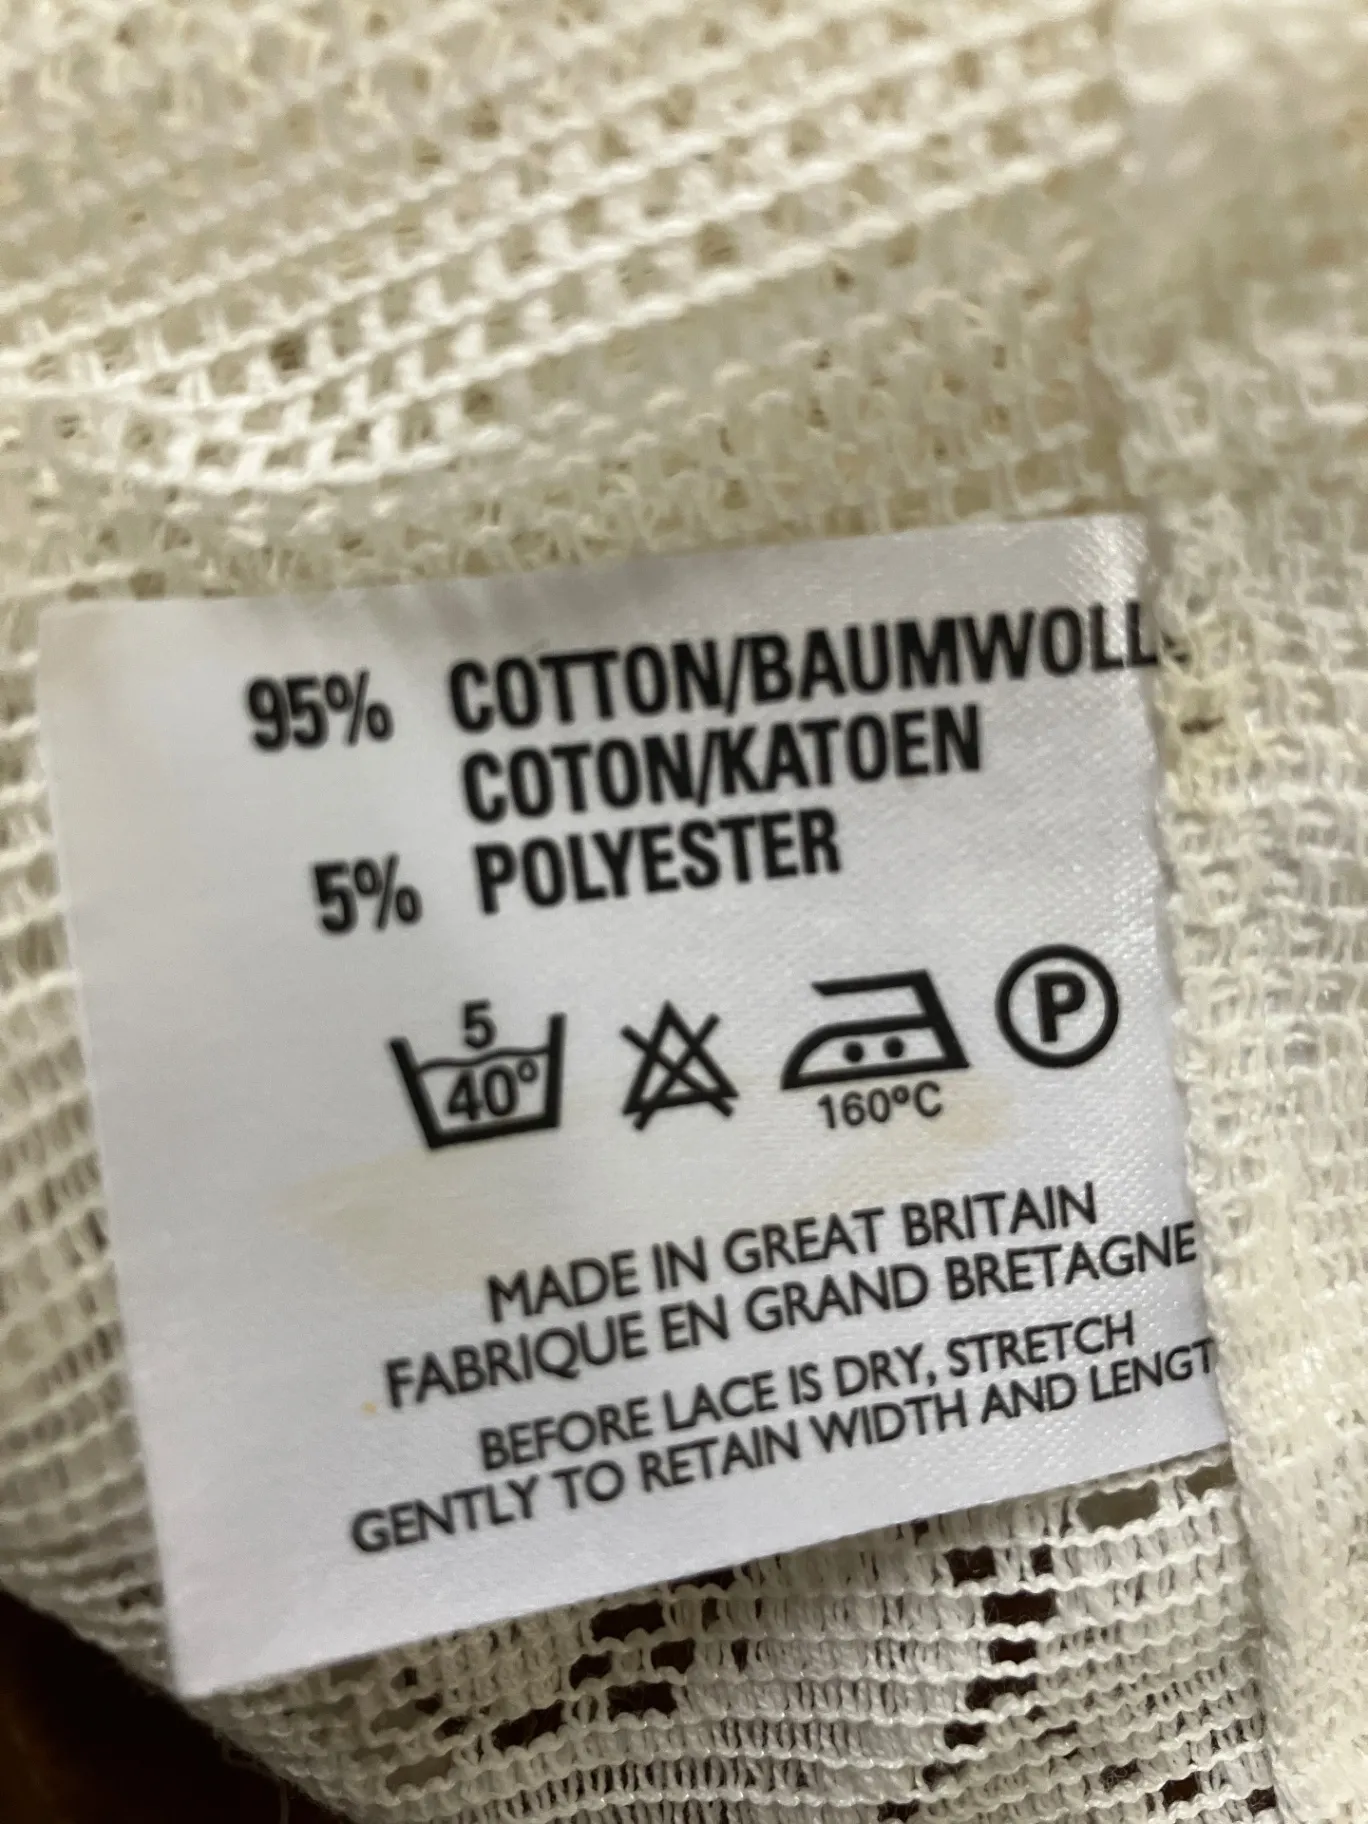 95% COTTON/BAUMWOLL
COTON/KATOEN
5% POLYESTER
5
40°
160°C
P
MADE IN GREAT BRITAIN
FABRIQUE EN GRAND BRETAGNE
BEFORE LACE IS DRY, STRETCH
GENTLY TO RETAIN WIDTH AND LENGT